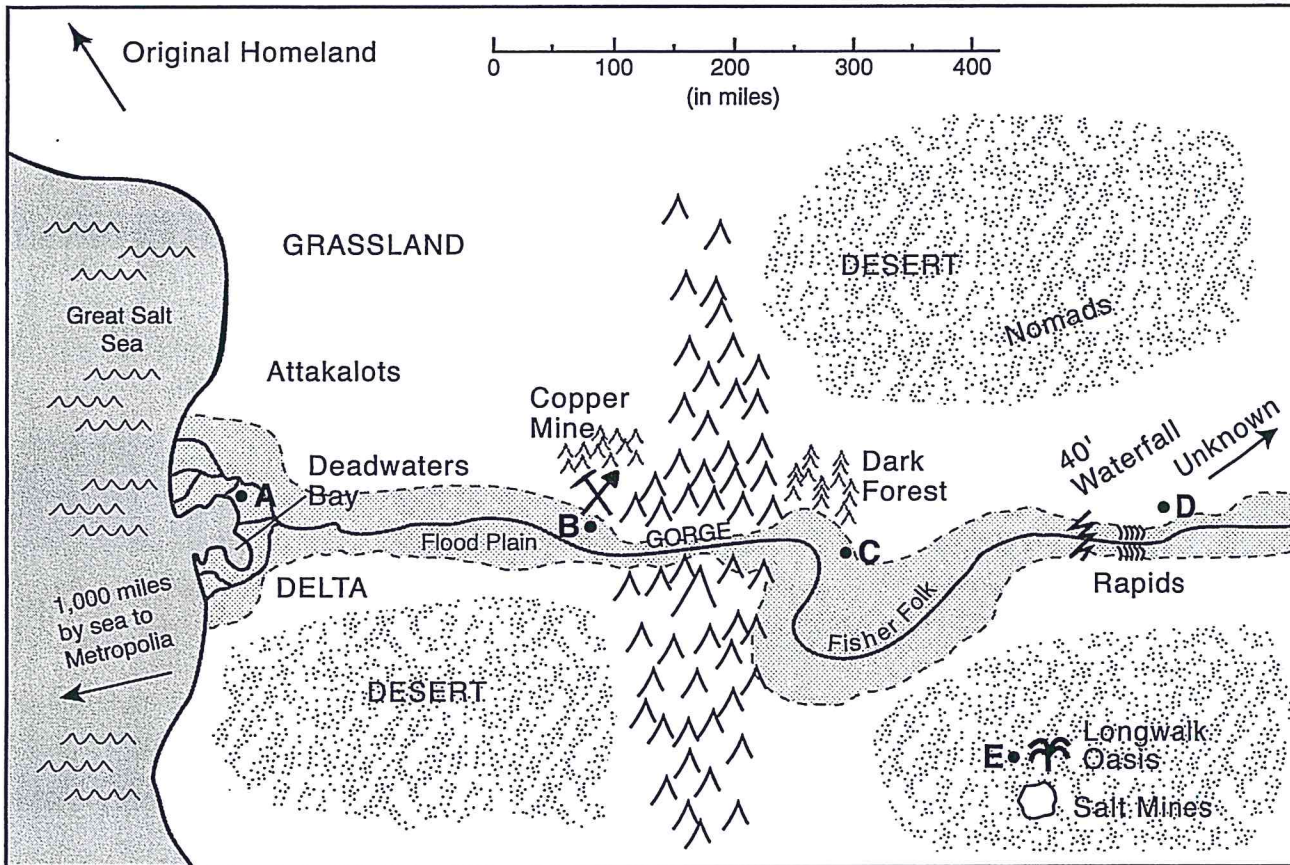 Original Homeland
0 100 200 300 400
(in miles)
GRASSLAND
DESERT
Nomads
Great Salt
Sea
Attakalots
Copper
Mine
Deadwaters
Bay
A
B
Flood Plain
GORGE
Dark
Forest
C
40'
Waterfall
Unknown
D
Rapids
Fisher Folk
DELTA
1,000 miles
by sea to
Metropolia
DESERT
E
Longwalk
Oasis
Salt Mines